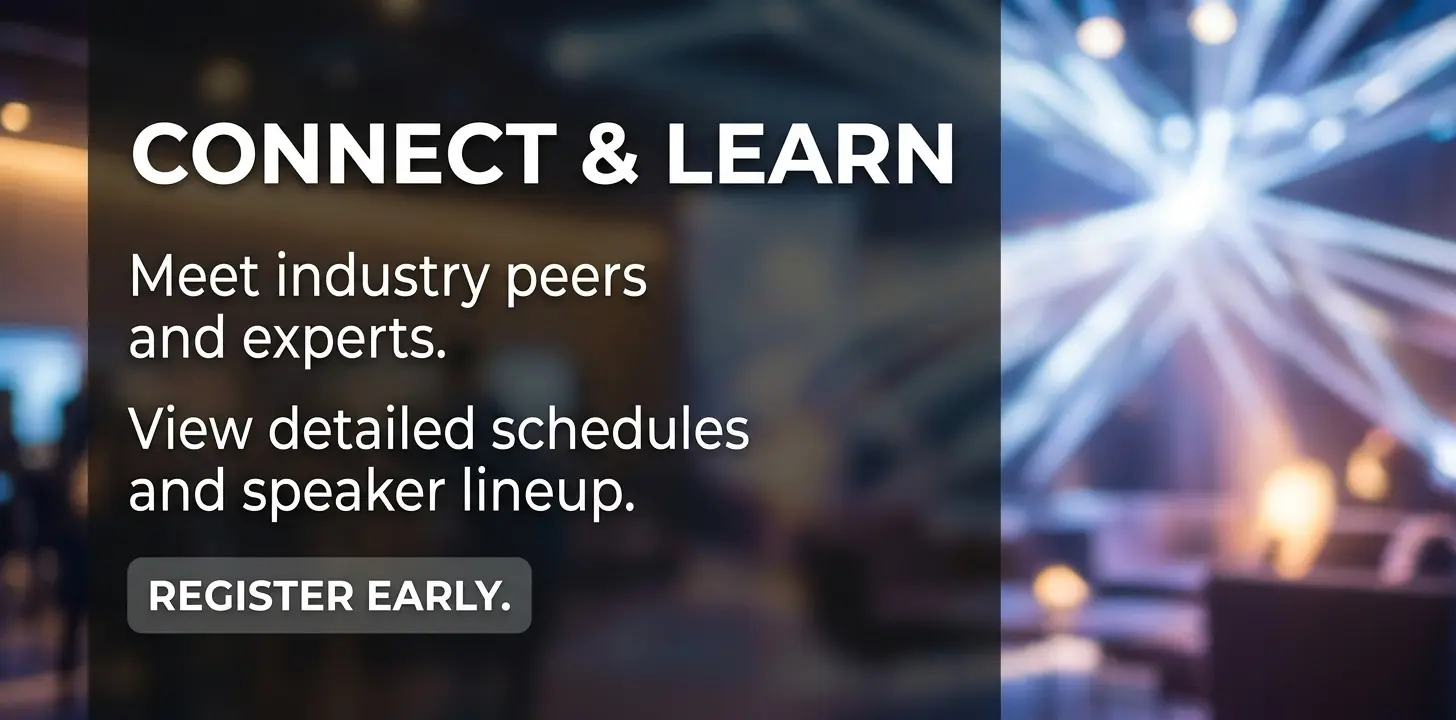 CONNECT & LEARN
Meet industry peers
and experts.
View detailed schedules
and speaker lineup.
REGISTER EARLY.